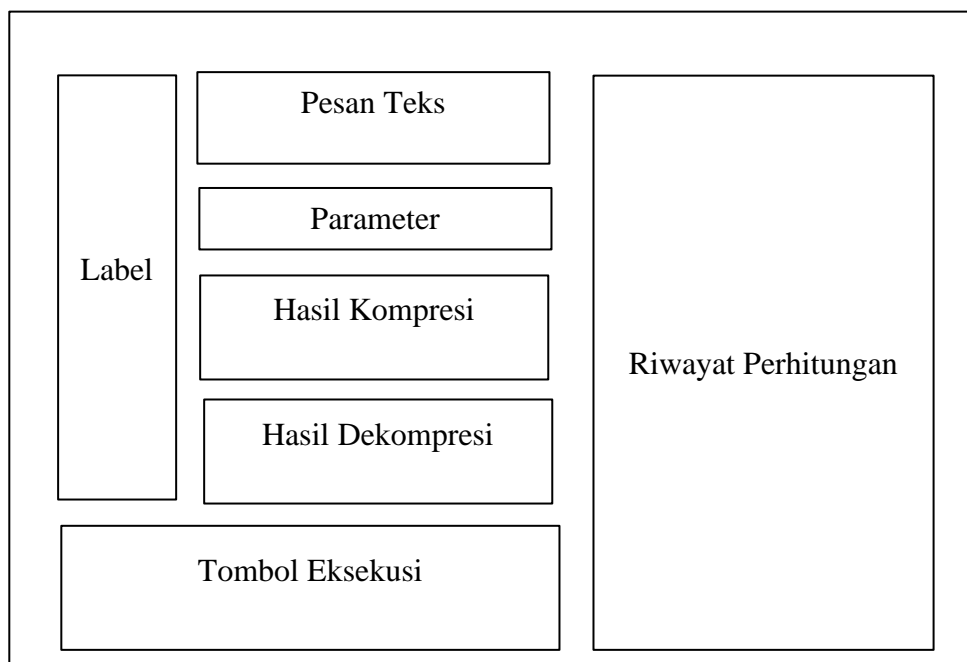 Label
Pesan Teks
Parameter
Hasil Kompresi
Hasil Dekompresi
Tombol Eksekusi
Riwayat Perhitungan